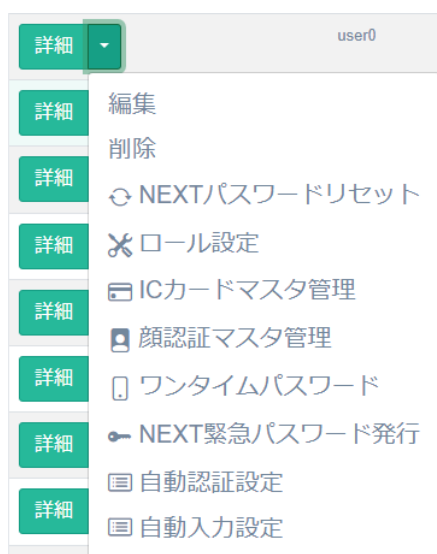 詳細 user0
詳細 編集
削除
詳細 NEXTパスワードリセット
詳細 ロール設定
ICカードマスタ管理
詳細 顔認証マスタ管理
詳細 ワンタイムパスワード
詳細 NEXT緊急パスワード発行
自動認証設定
詳細 自動入力設定